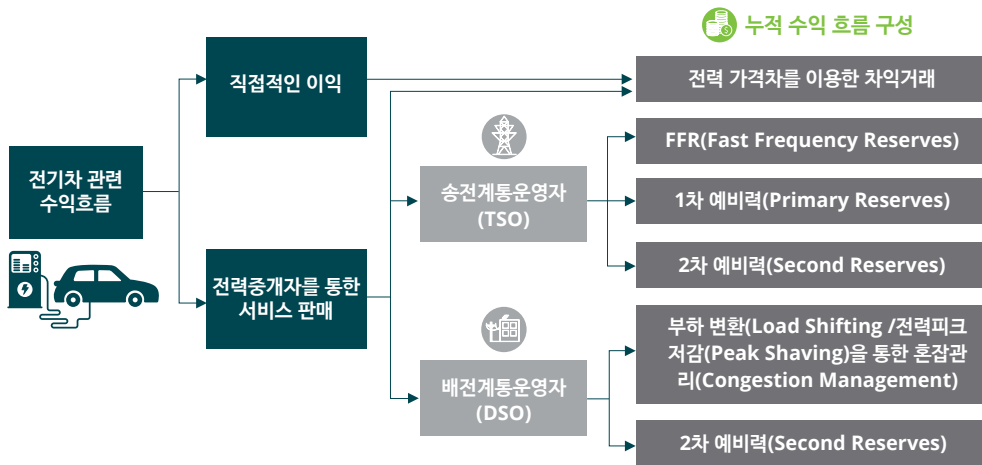 누적 수익 흐름 구성
직접적인 이익
전력 가격차를 이용한 차익거래
FFR(Fast Frequency Reserves)
전기차 관련
수익흐름
송전계통운영자
(TSO)
1차 예비력(Primary Reserves)
2차 예비력(Second Reserves)
전력중개자를 통한
서비스 판매
부하 변환(Load Shifting /전력피크
저감(Peak Shaving)을 통한 혼잡관
리(Congestion Management)
배전계통운영자
(DSO)
2차 예비력(Second Reserves)